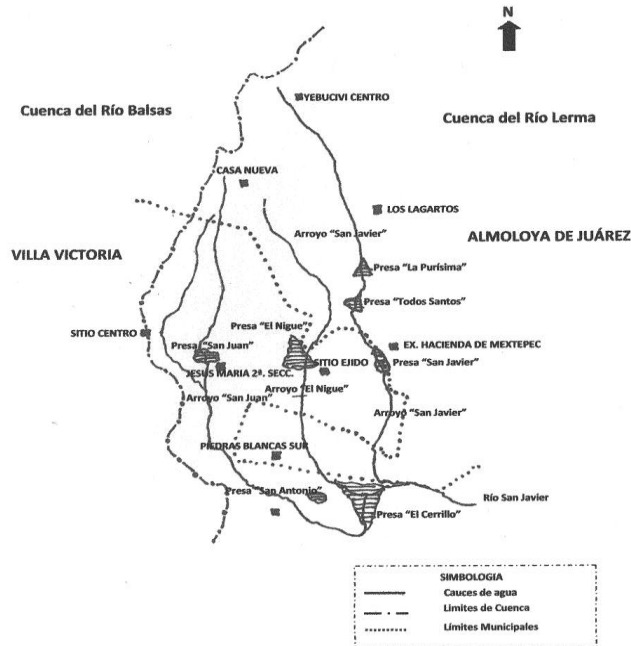 N
YEBUCIVI CENTRO
Cuenca del Río Balsas
Cuenca del Río Lerma
CASA NUEVA
LOS LAGARTOS
Arroyo "San Javier"
ALMOLOYA DE JUÁREZ
VILLA VICTORIA
Presa "La Purísima"
Presa "Todos Santos"
Presa "El Nigue"
SITIO CENTRO
Presa "San Juan"
EX. HACIENDA DE MEXTEPEC
SITIO EJIDO
Presa "San Javier"
JESUS MARIA 2ª. SECC.
Arroyo "El Nigue"
Arroyo "San Juan"
Arroyo "San Javier"
PIEDRAS BLANCAS SUR
Presa "San Antonio"
Río San Javier
Presa "El Cerrillo"
SIMBOLOGIA
Cauces de agua
Limites de Cuenca
Límites Municipales